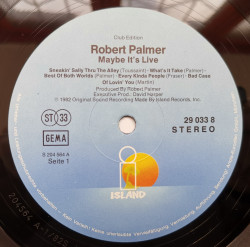 Club Edition
Robert Palmer
Maybe It's Live
Sneakin' Sally Thru The Alley (Toussaint) · What's It Take (Palmer) ·
Best Of Both Worlds (Palmer) · Every Kinda People (Fraser) · Bad Case
Of Lovin' You (Martin)
Produced By Robert Palmer
Executive Prod.: David Harper
℗ 1982 Original Sound Recording Made By Island Records, Inc.
ST 33
GEMA
29 033 8
STEREO
Seite 1
ISLAND